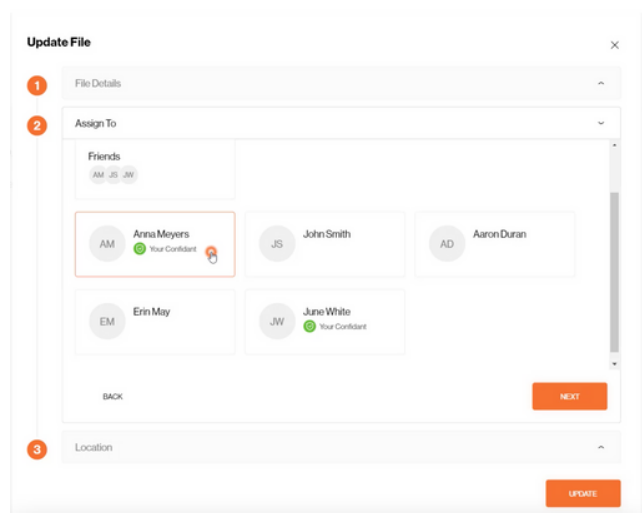 Update File
1
File Details
2
Assign To
Friends
AM JS JW
AM
Anna Meyers
Your Confidant
JS
John Smith
AD
Aaron Duran
EM
Erin May
JW
June White
Your Confidant
BACK
NEXT
3
Location
UPDATE